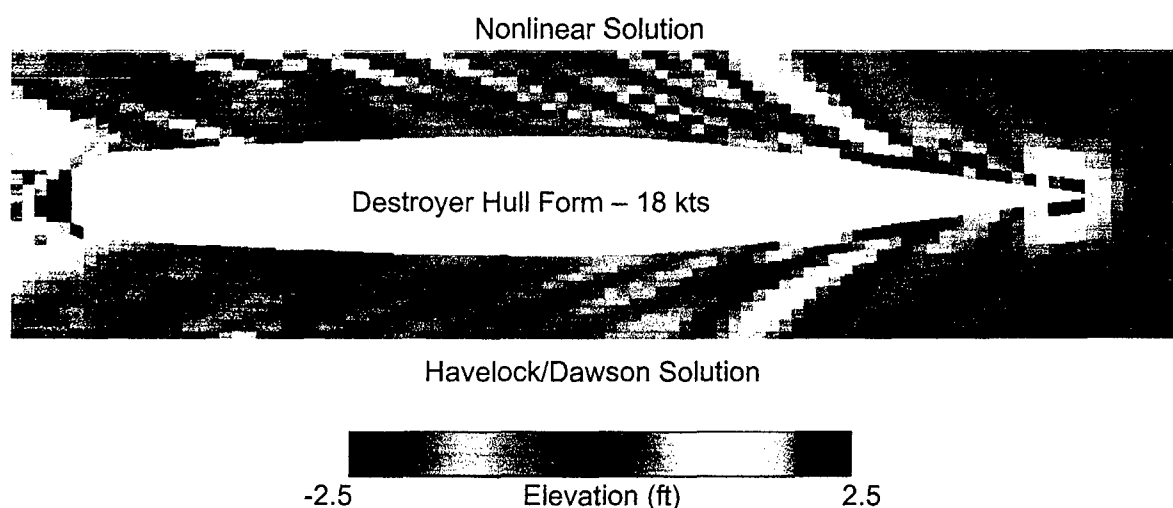 Nonlinear Solution
Destroyer Hull Form – 18 kts
Havelock/Dawson Solution
-2.5 Elevation (ft) 2.5